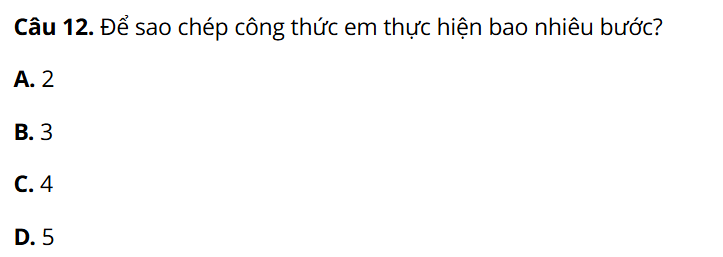 Câu 12. Để sao chép công thức em thực hiện bao nhiêu bước?
A. 2
B. 3
C. 4
D. 5